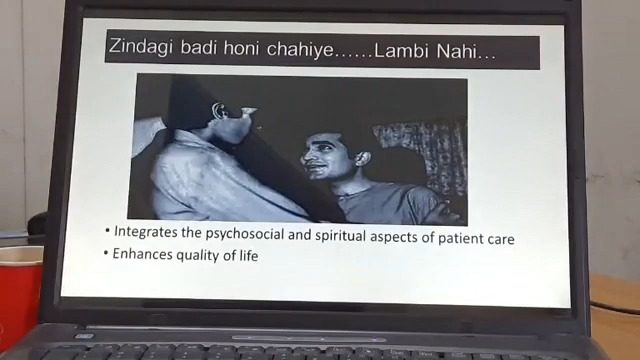 Zindagi badi honi chahiye......Lambi Nahi...
• Integrates the psychosocial and spiritual aspects of patient care
• Enhances quality of life